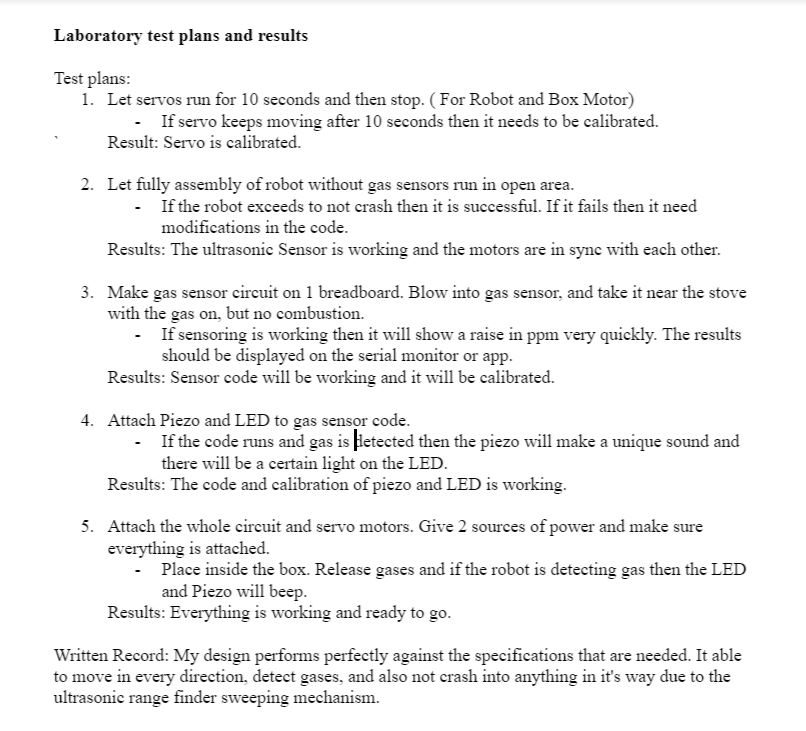 Laboratory test plans and results
Test plans:
1. Let servos run for 10 seconds and then stop. ( For Robot and Box Motor)
- If servo keeps moving after 10 seconds then it needs to be calibrated.
Result: Servo is calibrated.
2. Let fully assembly of robot without gas sensors run in open area.
- If the robot exceeds to not crash then it is successful. If it fails then it need
modifications in the code.
Results: The ultrasonic Sensor is working and the motors are in sync with each other.
3. Make gas sensor circuit on 1 breadboard. Blow into gas sensor, and take it near the stove
with the gas on, but no combustion.
- If sensoring is working then it will show a raise in ppm very quickly. The results
should be displayed on the serial monitor or app.
Results: Sensor code will be working and it will be calibrated.
4. Attach Piezo and LED to gas sensor code.
- If the code runs and gas is detected then the piezo will make a unique sound and
there will be a certain light on the LED.
Results: The code and calibration of piezo and LED is working.
5. Attach the whole circuit and servo motors. Give 2 sources of power and make sure
everything is attached.
- Place inside the box. Release gases and if the robot is detecting gas then the LED
and Piezo will beep.
Results: Everything is working and ready to go.
Written Record: My design performs perfectly against the specifications that are needed. It able
to move in every direction, detect gases, and also not crash into anything in it's way due to the
ultrasonic range finder sweeping mechanism.